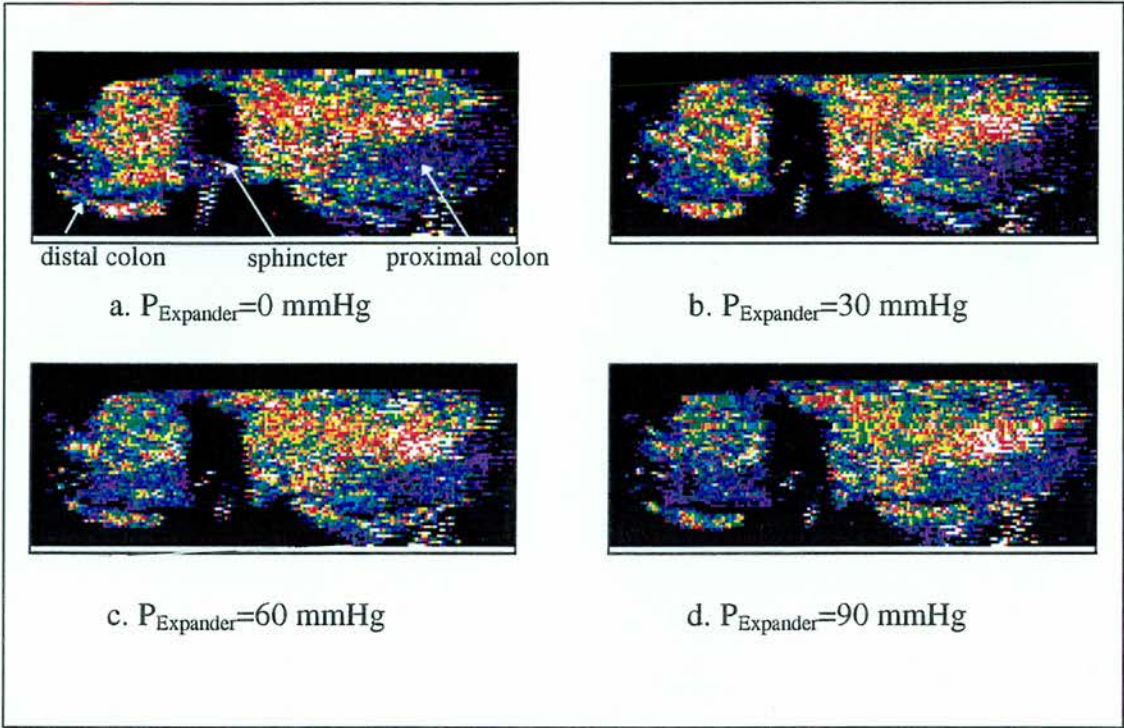 distal colon sphincter proximal colon
a. P_Expander=0 mmHg
b. P_Expander=30 mmHg
c. P_Expander=60 mmHg
d. P_Expander=90 mmHg